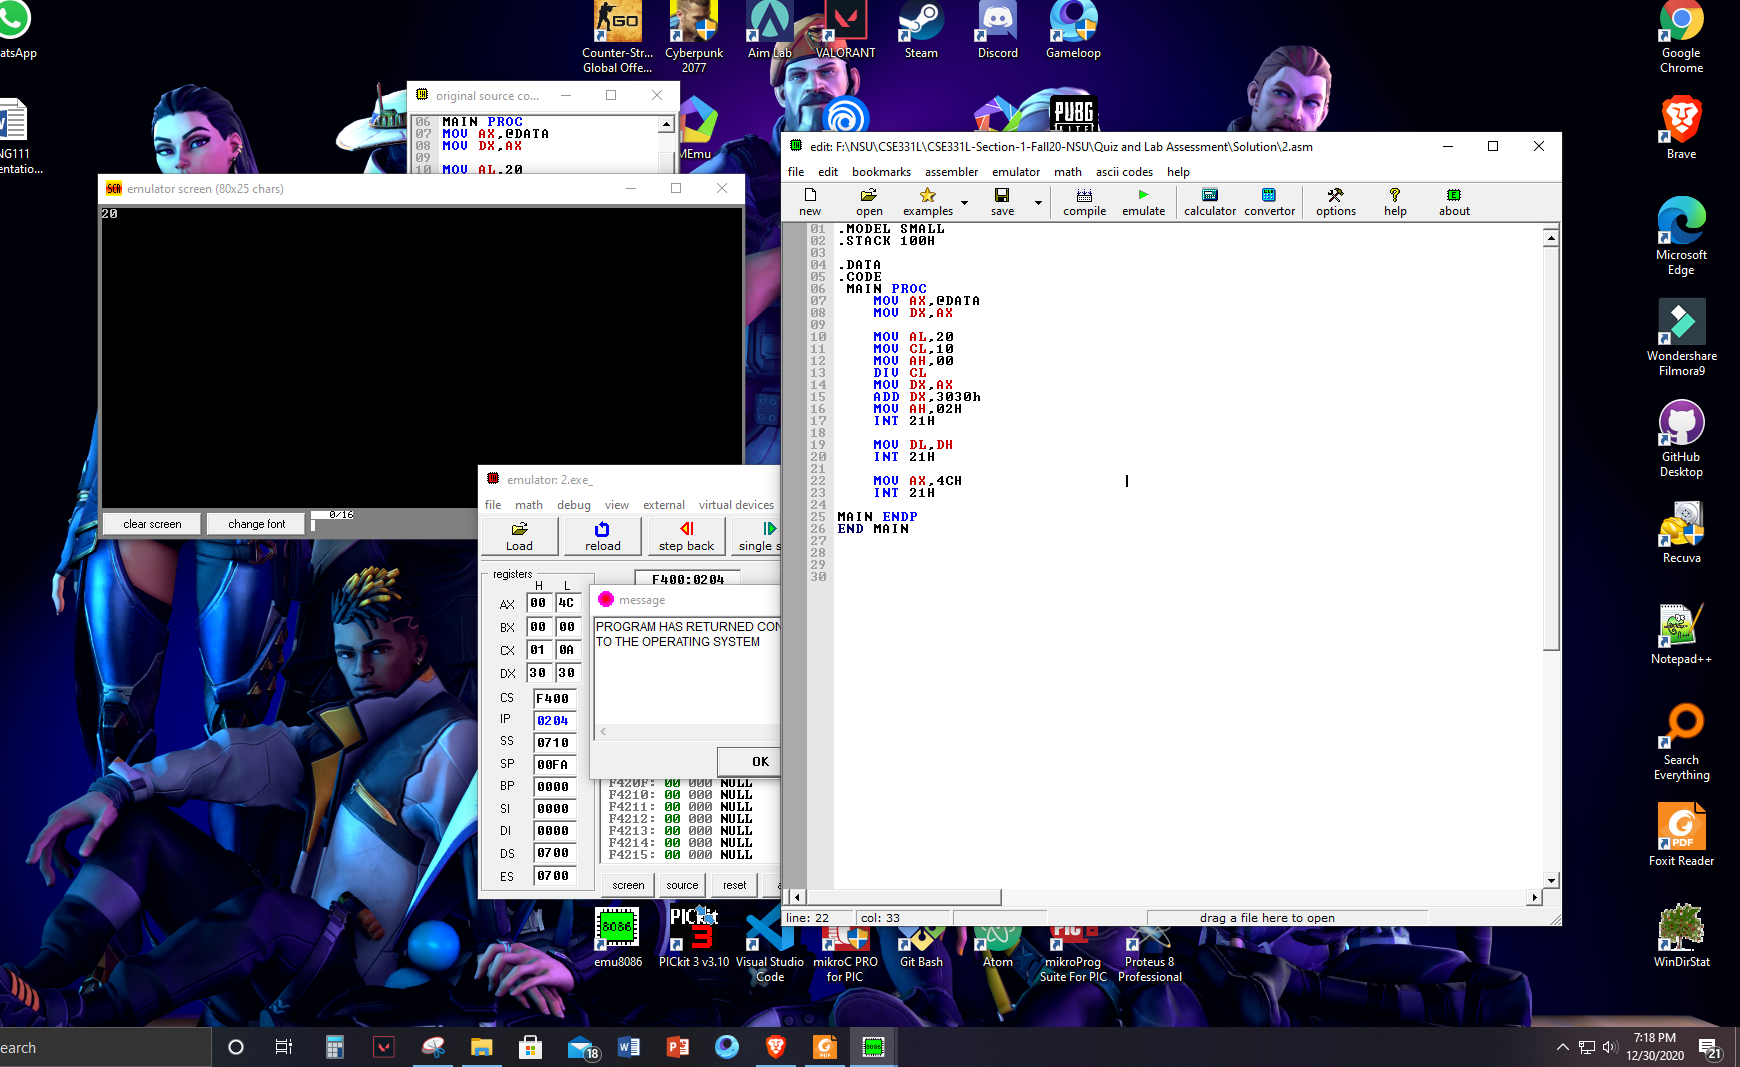 atsApp
NG111
entatio...
Counter-Str...
Global Offe...
Cyberpunk
2077
Aim Lab
VALORANT
Steam
Discord
Gameloop
MEmu
PUBG
LITE
Google
Chrome
Brave
Microsoft
Edge
Wondershare
Filmora9
GitHub
Desktop
Recuva
Notepad++
Search
Everything
Foxit Reader
WinDirStat
original source co...
06 MAIN PROC
07 MOV AX,@DATA
08 MOV DX,AX
09
10 MOV AL,20
emulator screen (80x25 chars)
20
clear screen change font 0/16
emulator: 2.exe_
file math debug view external virtual devices
Load reload step back single s
registers H L F400:0204
AX 00 4C
BX 00 00
CX 01 0A
DX 30 30
CS F400
IP 0204
SS 0710
SP 00FA
BP 0000
SI 0000
DI 0000
DS 0700
ES 0700
message
PROGRAM HAS RETURNED CON
TO THE OPERATING SYSTEM
OK
F420F: 00 000 NULL
F4210: 00 000 NULL
F4211: 00 000 NULL
F4212: 00 000 NULL
F4213: 00 000 NULL
F4214: 00 000 NULL
F4215: 00 000 NULL
screen source reset a
edit: F:\NSU\CSE331L\CSE331L-Section-1-Fall20-NSU\Quiz and Lab Assessment\Solution\2.asm
file edit bookmarks assembler emulator math ascii codes help
new open examples save compile emulate calculator convertor options help about
01 .MODEL SMALL
02 .STACK 100H
03
04 .DATA
05 .CODE
06 MAIN PROC
07 MOV AX,@DATA
08 MOV DX,AX
09
10 MOV AL,20
11 MOV CL,10
12 MOV AH,00
13 DIV CL
14 MOV DX,AX
15 ADD DX,3030h
16 MOV AH,02H
17 INT 21H
18
19 MOV DL,DH
20 INT 21H
21
22 MOV AX,4CH
23 INT 21H
24
25 MAIN ENDP
26 END MAIN
27
28
29
30
line: 22 col: 33 drag a file here to open
8086
emu8086
PICkit
3
PICkit 3 v3.10
Visual Studio
Code
mikroC PRO
for PIC
Git Bash
Atom
mikroProg
Suite For PIC
Proteus 8
Professional
earch
18
7:18 PM
12/30/2020
21